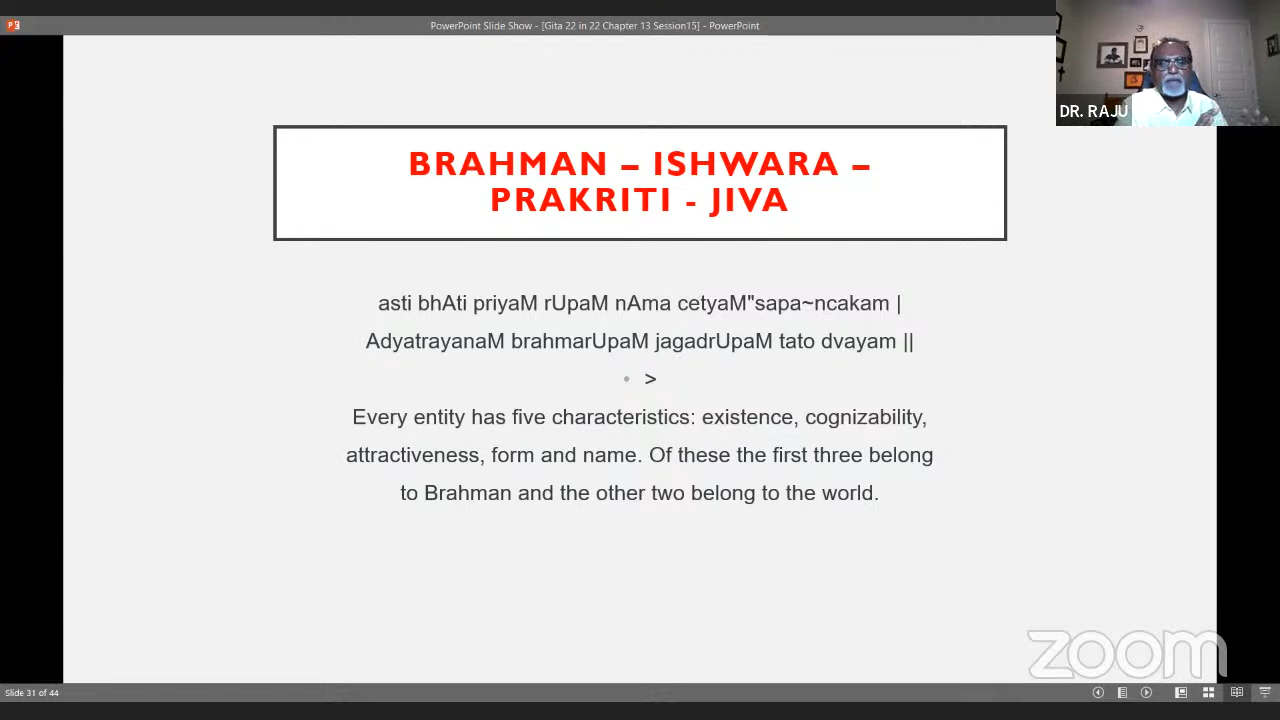 PowerPoint Slide Show - [Gita 22 in 22 Chapter 13 Session15] - PowerPoint
DR. RAJU
BRAHMAN – ISHWARA –
PRAKRITI - JIVA
asti bhAti priyaM rUpaM nAma cetyaM"sapa~ncakam |
AdyatrayanaM brahmarUpaM jagadrUpaM tato dvayam ||
• >
Every entity has five characteristics: existence, cognizability,
attractiveness, form and name. Of these the first three belong
to Brahman and the other two belong to the world.
zoom
Slide 31 of 44